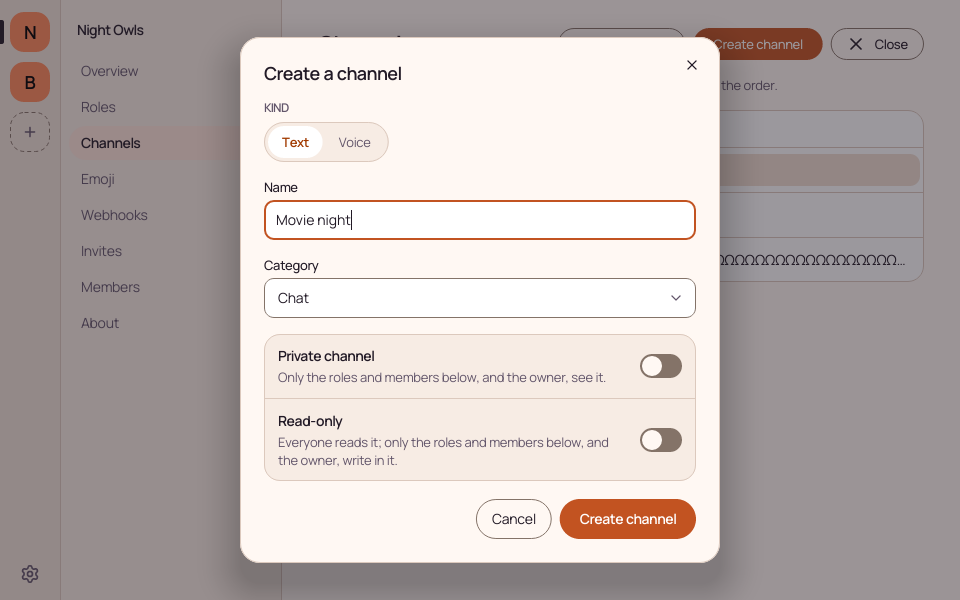 N
Night Owls
B
Overview
Roles
Channels
Emoji
Webhooks
Invites
Members
About
Create channel
Close
the order.
Create a channel
KIND
Text
Voice
Name
Movie night
Category
Chat
Private channel
Only the roles and members below, and the owner, see it.
Read-only
Everyone reads it; only the roles and members below, and
the owner, write in it.
Cancel
Create channel